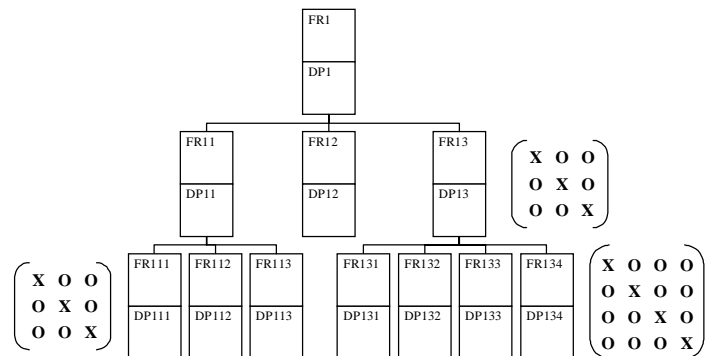 FR1
DP1
FR11 FR12 FR13
DP11 DP12 DP13
X O O
O X O
O O X
FR111 FR112 FR113 FR131 FR132 FR133 FR134
DP111 DP112 DP113 DP131 DP132 DP133 DP134
X O O
O X O
O O X
X O O O
O X O O
O O X O
O O O X